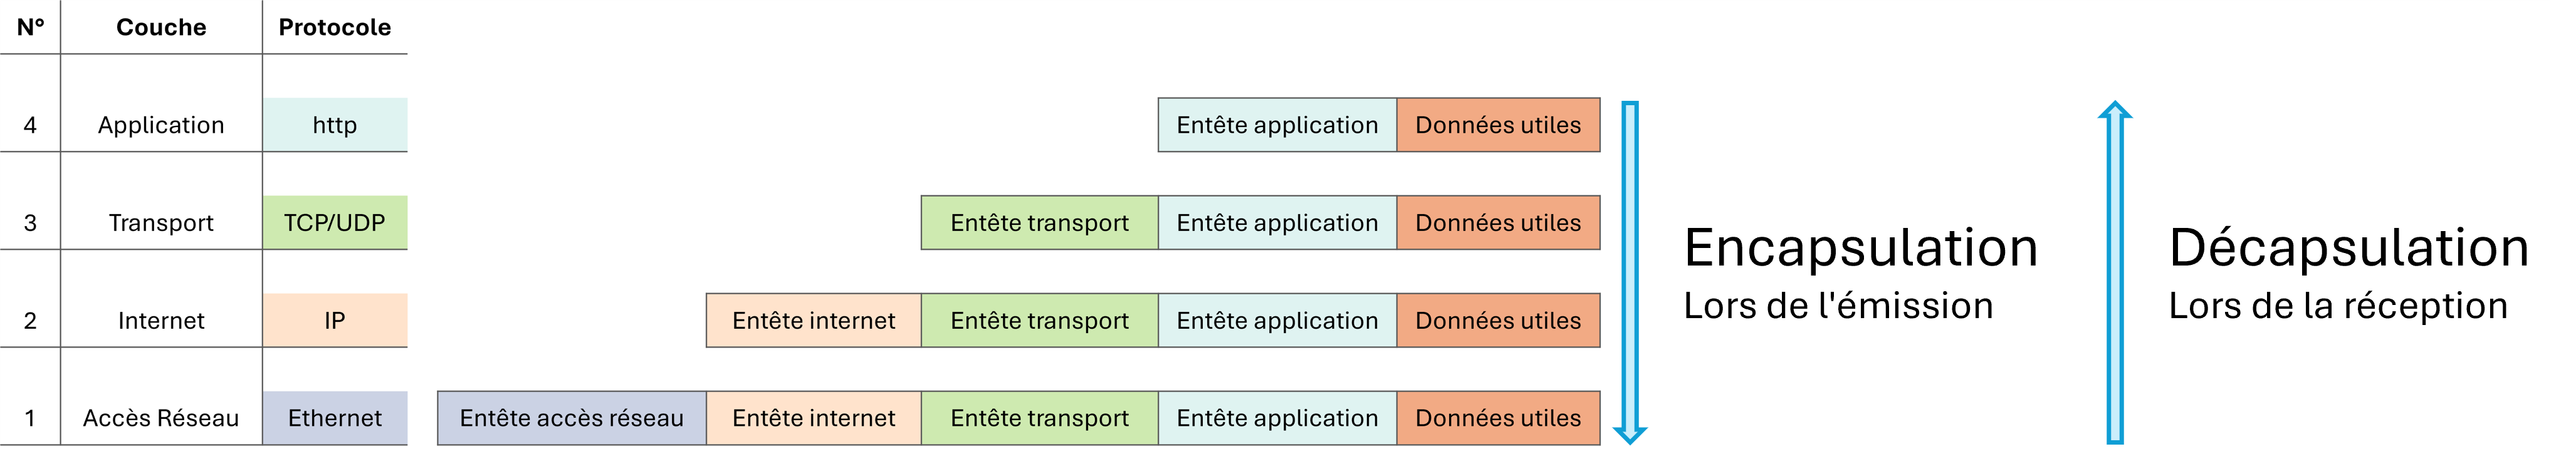 N° Couche Protocole
4 Application http Entête application Données utiles
3 Transport TCP/UDP Entête transport Entête application Données utiles
Encapsulation
Lors de l'émission
Décapsulation
Lors de la réception
2 Internet IP Entête internet Entête transport Entête application Données utiles
1 Accès Réseau Ethernet Entête accès réseau Entête internet Entête transport Entête application Données utiles